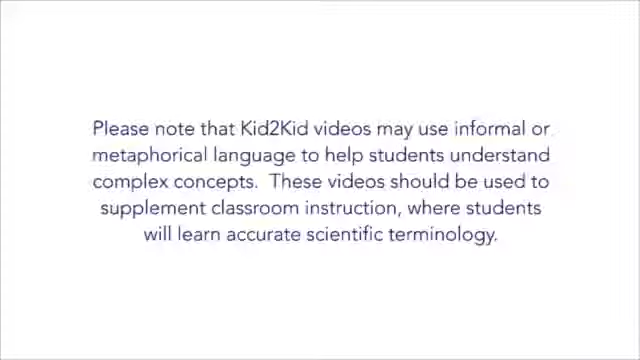 Please note that Kid2Kid videos may use informal or
metaphorical language to help students understand
complex concepts.  These videos should be used to
supplement classroom instruction, where students
will learn accurate scientific terminology.